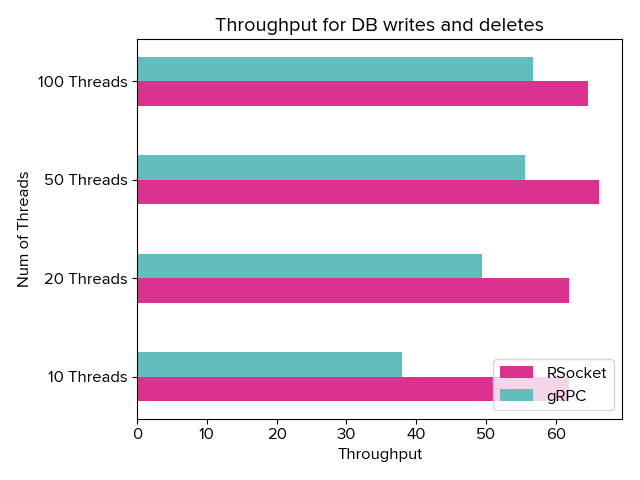 Throughput for DB writes and deletes
Num of Threads
100 Threads
50 Threads
20 Threads
10 Threads
RSocket
gRPC
0 10 20 30 40 50 60
Throughput